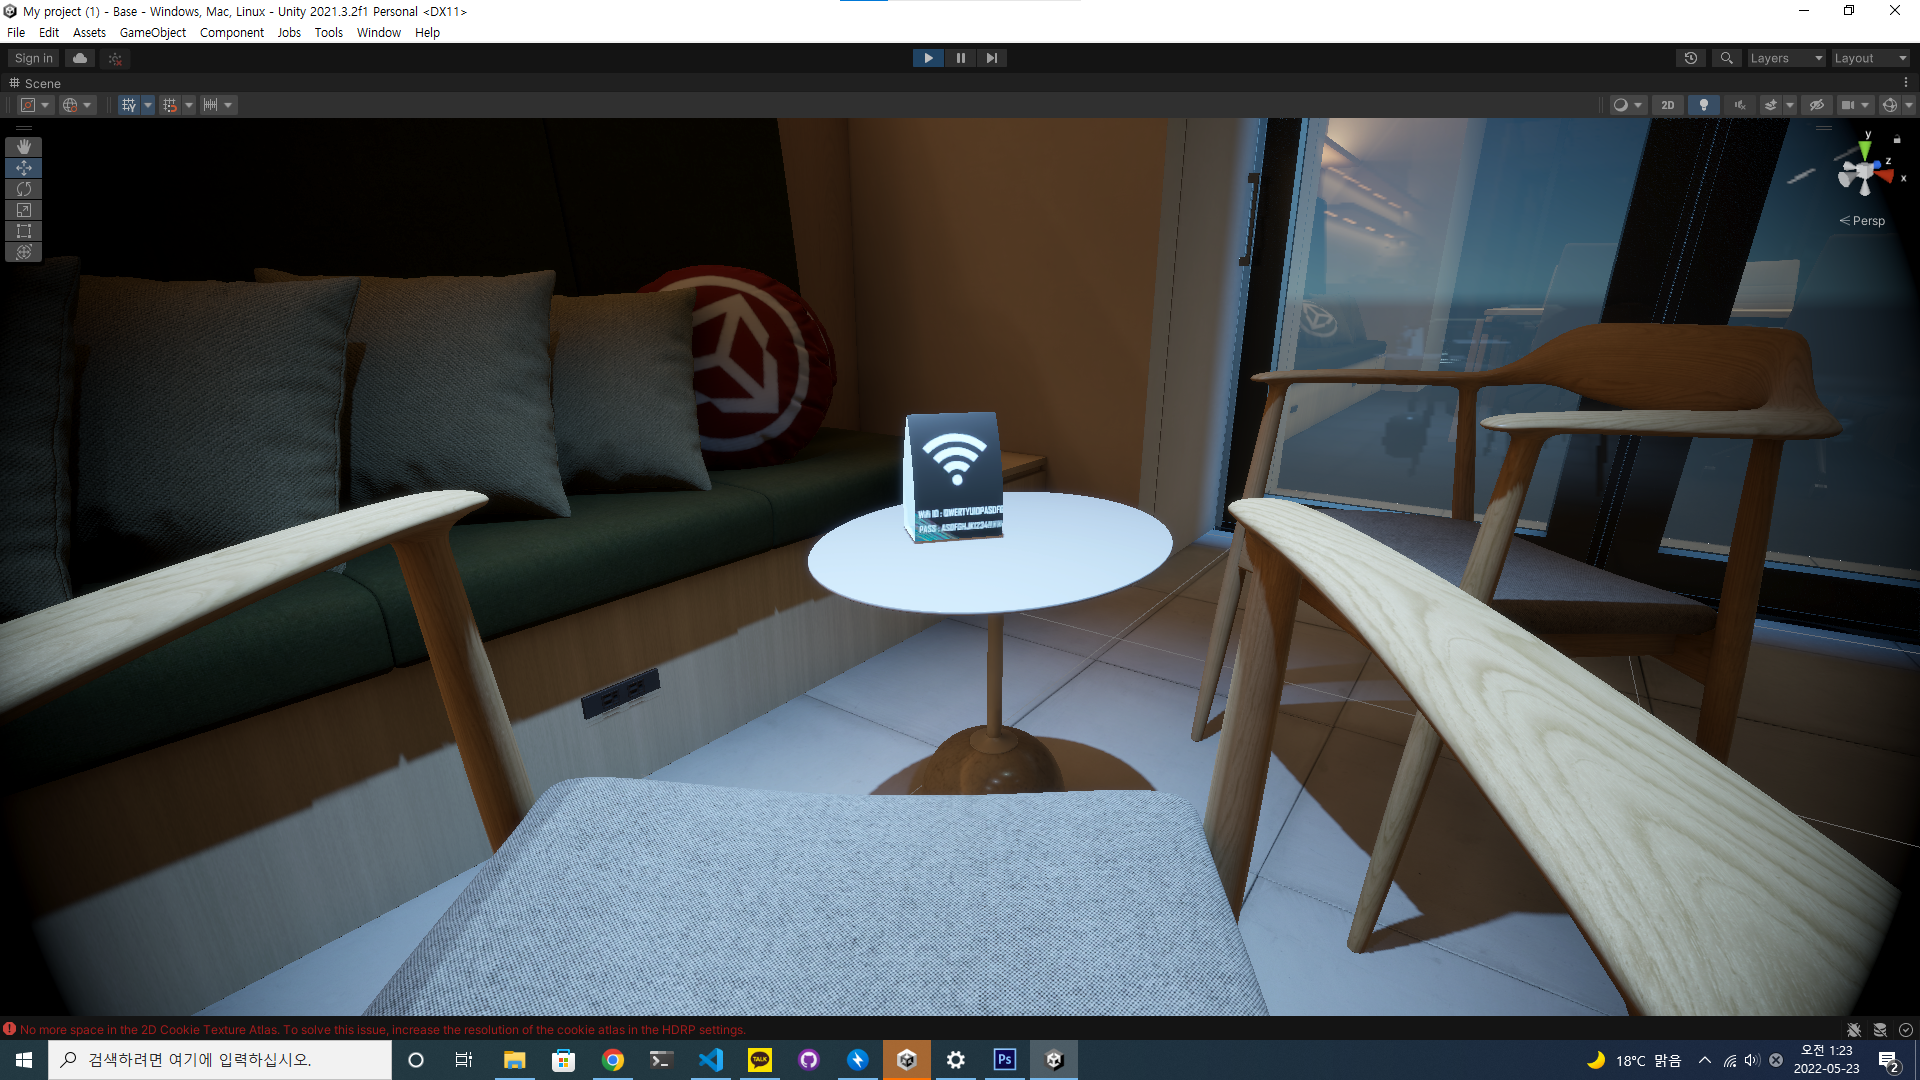 My project (1) - Base - Windows, Mac, Linux - Unity 2021.3.2f1 Personal <DX11>
File Edit Assets GameObject Component Jobs Tools Window Help
Sign in
Layers
Layout
Scene
2D
y
z
x
Persp
Wifi ID : QWERTYUIOPASDFG
PASS : ASDFGHJKl1234
No more space in the 2D Cookie Texture Atlas. To solve this issue, increase the resolution of the cookie atlas in the HDRP settings.
검색하려면 여기에 입력하십시오.
TALK
Ps
18°C 맑음
오전 1:23
2022-05-23
2